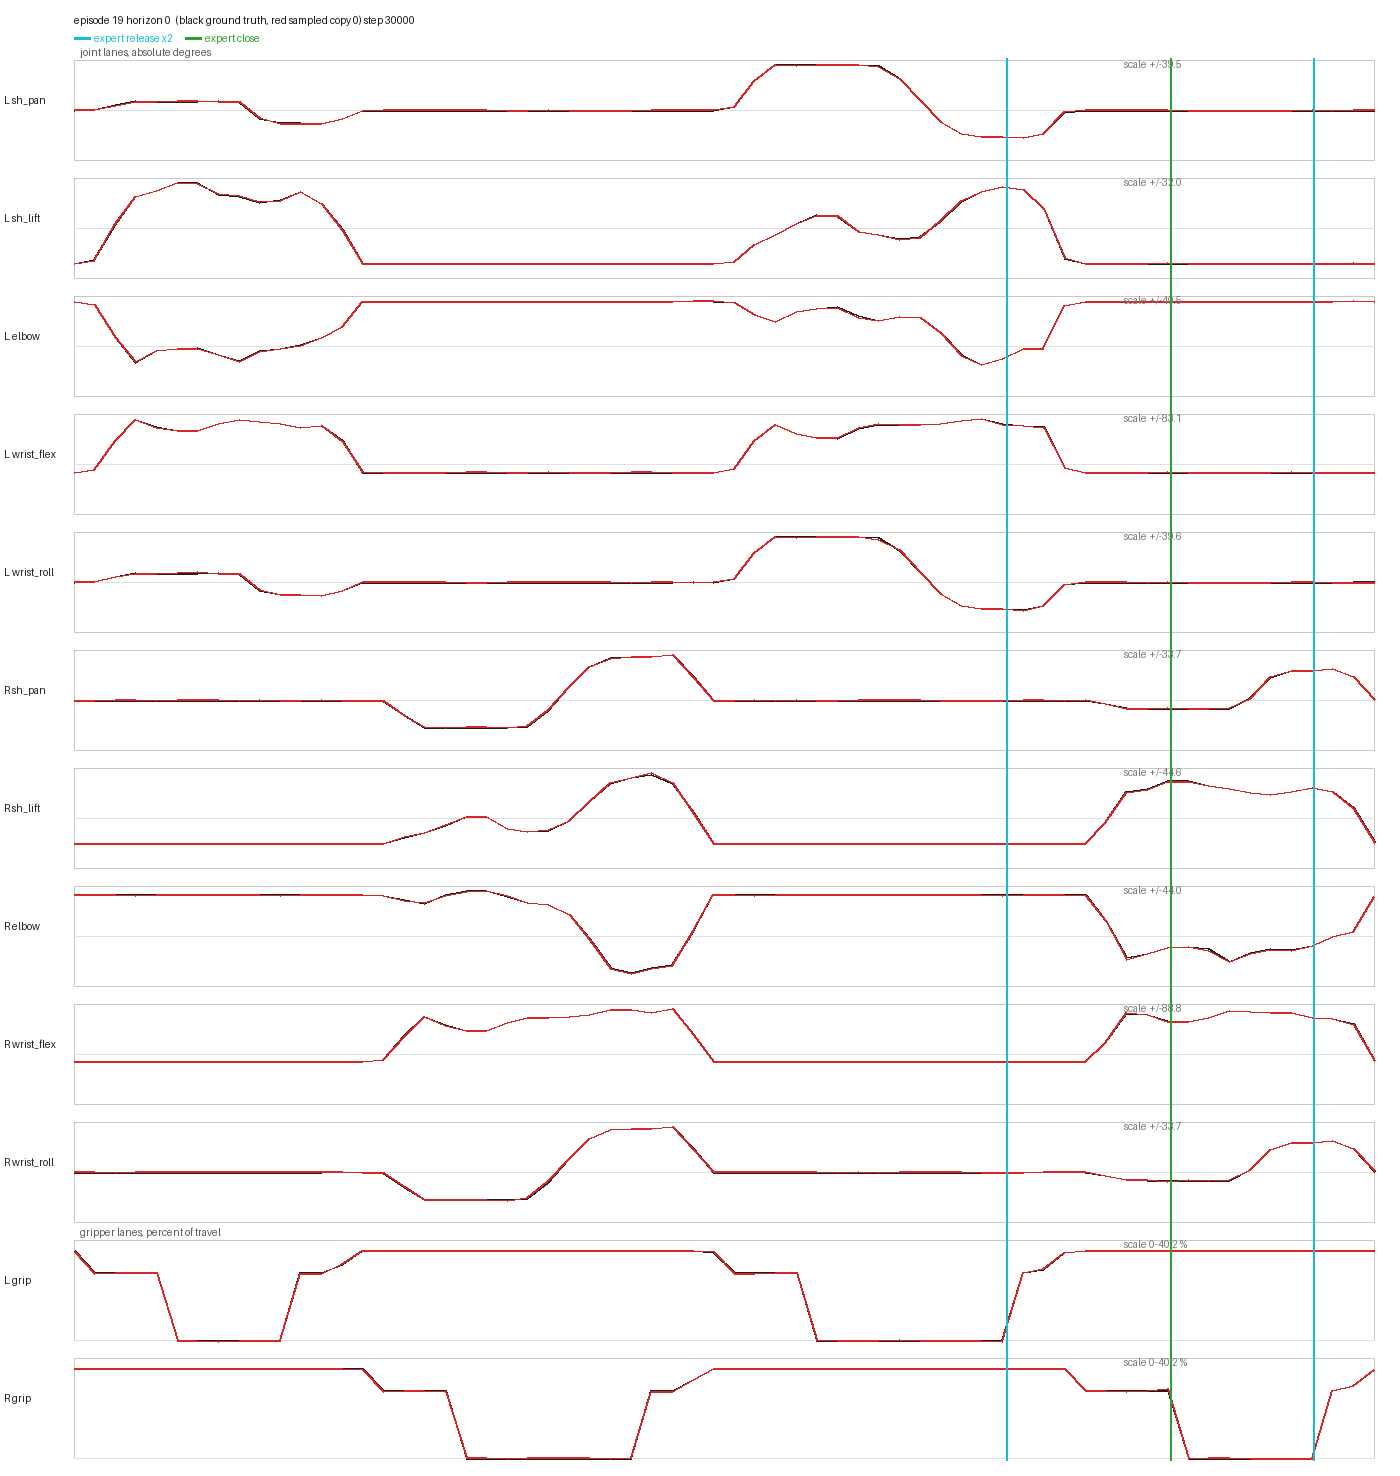 episode 19 horizon 0 (black ground truth, red sampled copy 0) step 30000
expert release x2 expert close
joint lanes, absolute degrees
L sh_pan scale +/-39.5
L sh_lift scale +/-32.0
L elbow scale +/-49.5
L wrist_flex scale +/-83.1
L wrist_roll scale +/-39.6
R sh_pan scale +/-33.7
R sh_lift scale +/-44.6
R elbow scale +/-44.0
R wrist_flex scale +/-88.8
R wrist_roll scale +/-33.7
gripper lanes, percent of travel
L grip scale 0-40.2 %
R grip scale 0-40.2 %